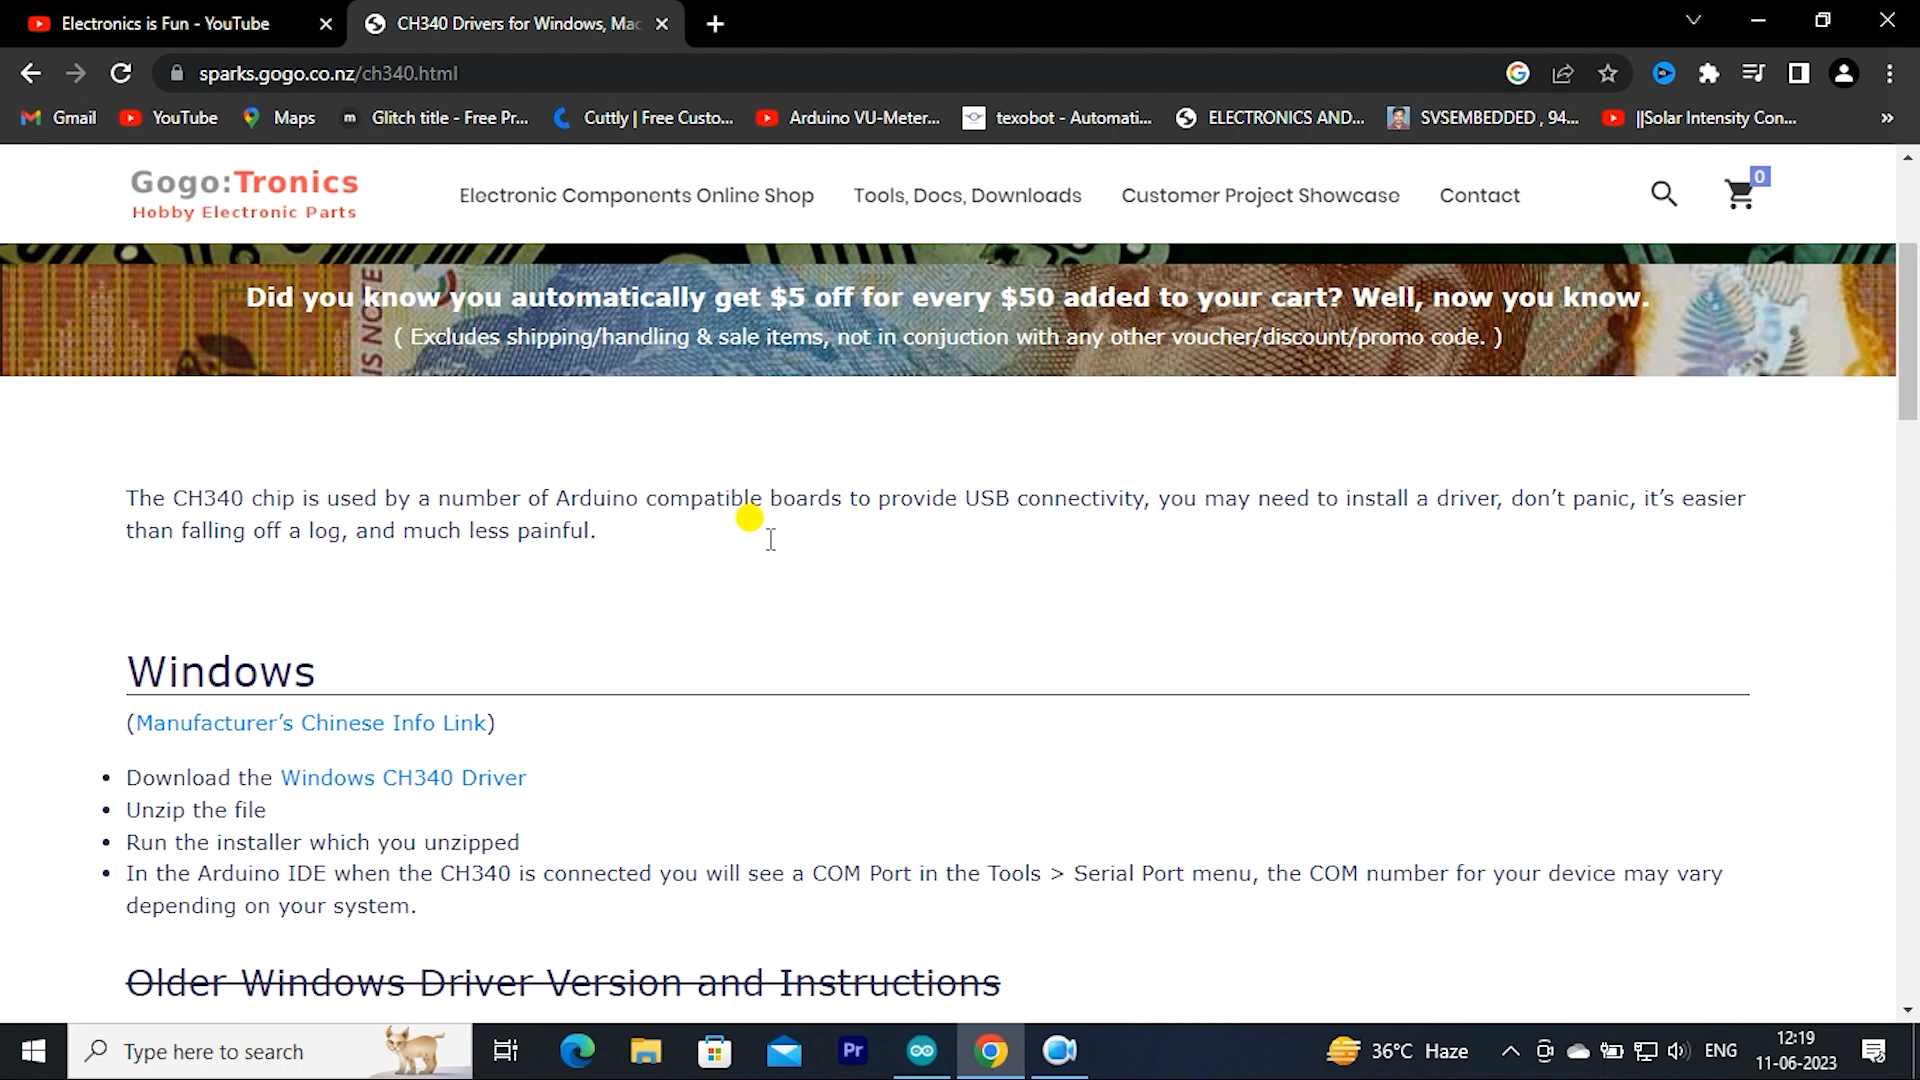 Electronics is Fun - YouTube
CH340 Drivers for Windows, Mac
sparks.gogo.co.nz/ch340.html
Gmail
YouTube
Maps
Glitch title - Free Pr...
Cuttly | Free Custo...
Arduino VU-Meter...
texobot - Automati...
ELECTRONICS AND...
SVSEMBEDDED , 94...
||Solar Intensity Con...
»
Gogo:Tronics
Hobby Electronic Parts
Electronic Components Online Shop
Tools, Docs, Downloads
Customer Project Showcase
Contact
0
IS NOTE
Did you know you automatically get $5 off for every $50 added to your cart? Well, now you know.
( Excludes shipping/handling & sale items, not in conjuction with any other voucher/discount/promo code. )
The CH340 chip is used by a number of Arduino compatible boards to provide USB connectivity, you may need to install a driver, don’t panic, it’s easier
than falling off a log, and much less painful.
Windows
(Manufacturer’s Chinese Info Link)
• Download the Windows CH340 Driver
• Unzip the file
• Run the installer which you unzipped
• In the Arduino IDE when the CH340 is connected you will see a COM Port in the Tools > Serial Port menu, the COM number for your device may vary
depending on your system.
Older Windows Driver Version and Instructions
Type here to search
Pr
36°C Haze
ENG
12:19
11-06-2023